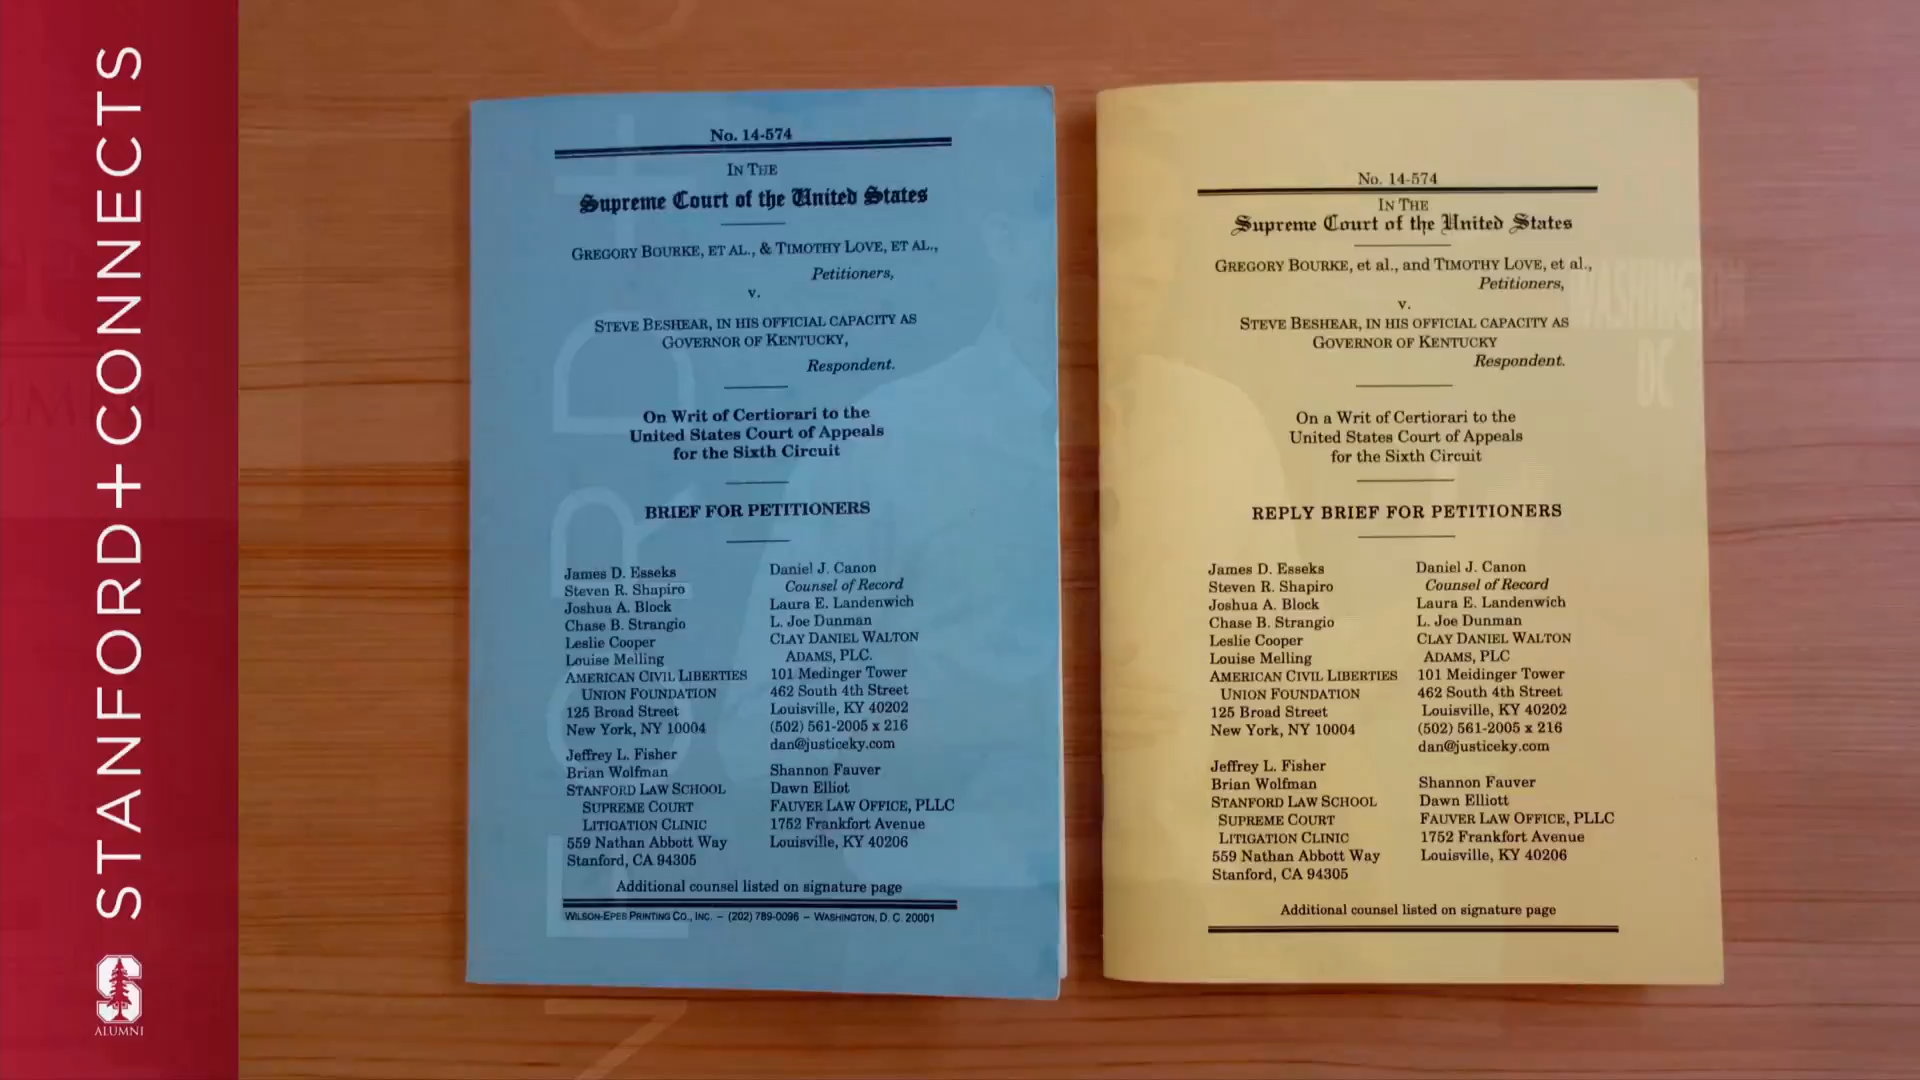 STANFORD+CONNECTS
S
ALUMNI
No. 14-574
IN THE
Supreme Court of the United States
GREGORY BOURKE, ET AL., & TIMOTHY LOVE, ET AL.,
Petitioners,
v.
STEVE BESHEAR, IN HIS OFFICIAL CAPACITY AS
GOVERNOR OF KENTUCKY,
Respondent.
On Writ of Certiorari to the
United States Court of Appeals
for the Sixth Circuit
BRIEF FOR PETITIONERS
James D. Esseks
Steven R. Shapiro
Joshua A. Block
Chase B. Strangio
Leslie Cooper
Louise Melling
AMERICAN CIVIL LIBERTIES
UNION FOUNDATION
125 Broad Street
New York, NY 10004
Jeffrey L. Fisher
Brian Wolfman
STANFORD LAW SCHOOL
SUPREME COURT
LITIGATION CLINIC
559 Nathan Abbott Way
Stanford, CA 94305
Daniel J. Canon
Counsel of Record
Laura E. Landenwich
L. Joe Dunman
CLAY DANIEL WALTON
ADAMS, PLC.
101 Medinger Tower
462 South 4th Street
Louisville, KY 40202
(502) 561-2005 x 216
dan@justiceky.com
Shannon Fauver
Dawn Elliot
FAUVER LAW OFFICE, PLLC
1752 Frankfort Avenue
Louisville, KY 40206
Additional counsel listed on signature page
WILSON-EPES PRINTING CO., INC. – (202) 789-0096 – WASHINGTON, D. C. 20001
No. 14-574
IN THE
Supreme Court of the United States
GREGORY BOURKE, et al., and TIMOTHY LOVE, et al.,
Petitioners,
v.
STEVE BESHEAR, IN HIS OFFICIAL CAPACITY AS
GOVERNOR OF KENTUCKY
Respondent.
On a Writ of Certiorari to the
United States Court of Appeals
for the Sixth Circuit
REPLY BRIEF FOR PETITIONERS
James D. Esseks
Steven R. Shapiro
Joshua A. Block
Chase B. Strangio
Leslie Cooper
Louise Melling
AMERICAN CIVIL LIBERTIES
UNION FOUNDATION
125 Broad Street
New York, NY 10004
Jeffrey L. Fisher
Brian Wolfman
STANFORD LAW SCHOOL
SUPREME COURT
LITIGATION CLINIC
559 Nathan Abbott Way
Stanford, CA 94305
Daniel J. Canon
Counsel of Record
Laura E. Landenwich
L. Joe Dunman
CLAY DANIEL WALTON
ADAMS, PLC
101 Meidinger Tower
462 South 4th Street
Louisville, KY 40202
(502) 561-2005 x 216
dan@justiceky.com
Shannon Fauver
Dawn Elliott
FAUVER LAW OFFICE, PLLC
1752 Frankfort Avenue
Louisville, KY 40206
Additional counsel listed on signature page
WASHINGTON
DC